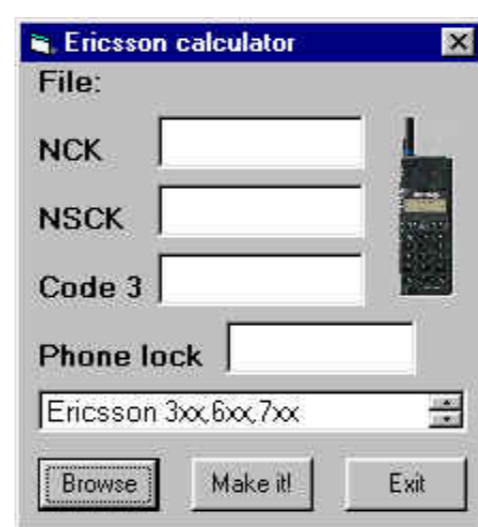 Ericsson calculator
File:
NCK
NSCK
Code 3
Phone lock
Ericsson 3xx,6xx,7xx
Browse Make it! Exit